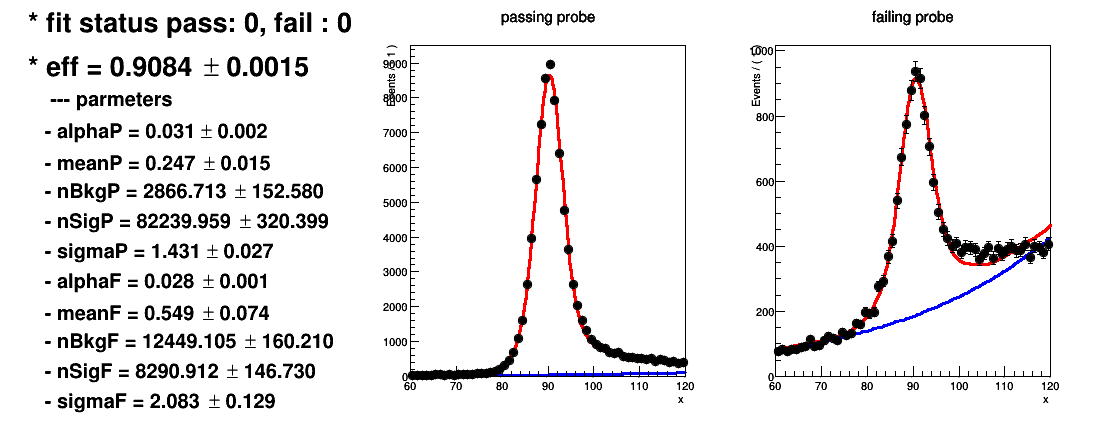 * fit status pass: 0, fail : 0
* eff = 0.9084 ± 0.0015
--- parmeters
- alphaP = 0.031 ± 0.002
- meanP = 0.247 ± 0.015
- nBkgP = 2866.713 ± 152.580
- nSigP = 82239.959 ± 320.399
- sigmaP = 1.431 ± 0.027
- alphaF = 0.028 ± 0.001
- meanF = 0.549 ± 0.074
- nBkgF = 12449.105 ± 160.210
- nSigF = 8290.912 ± 146.730
- sigmaF = 2.083 ± 0.129
passing probe
9000
8000
7000
6000
5000
4000
3000
2000
1000
0
60 70 80 90 100 110 120
x
failing probe
Events / (
1000
800
600
400
200
0
60 70 80 90 100 110 120
x